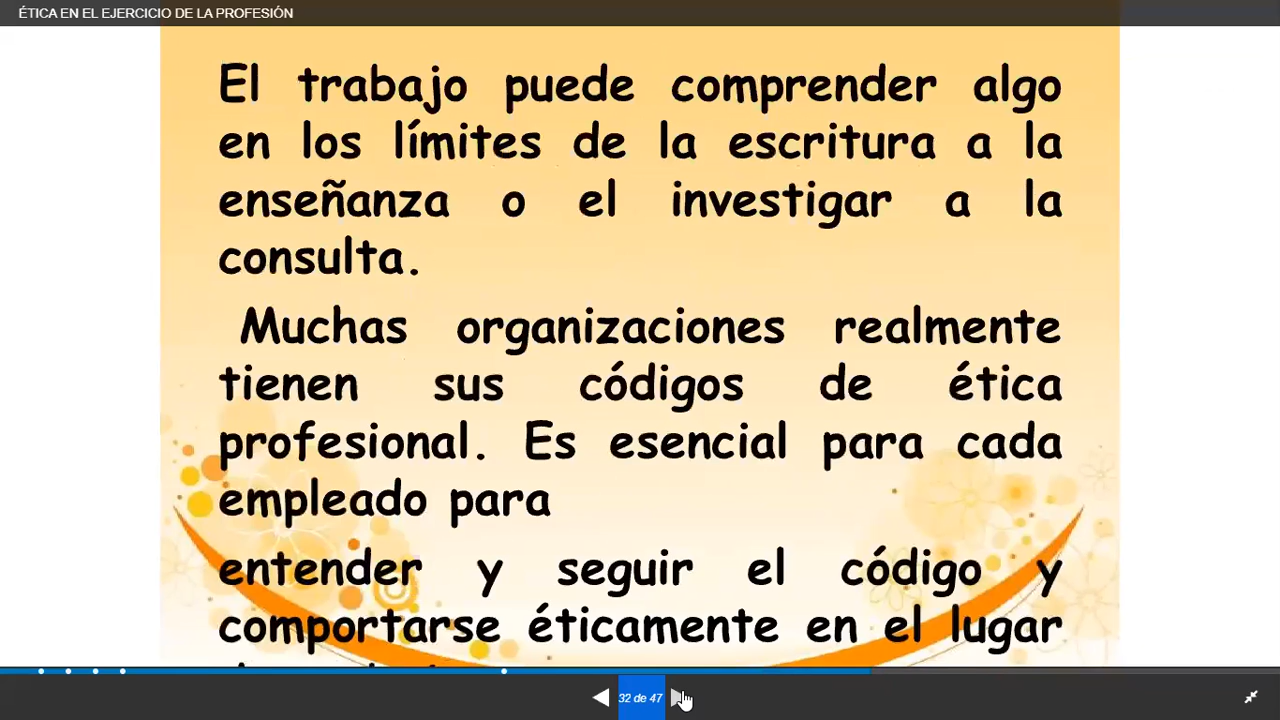 ÉTICA EN EL EJERCICIO DE LA PROFESIÓN
El trabajo puede comprender algo
en los límites de la escritura a la
enseñanza o el investigar a la
consulta.
Muchas organizaciones realmente
tienen sus códigos de ética
profesional. Es esencial para cada
empleado para
entender y seguir el código y
comportarse éticamente en el lugar
32 de 47